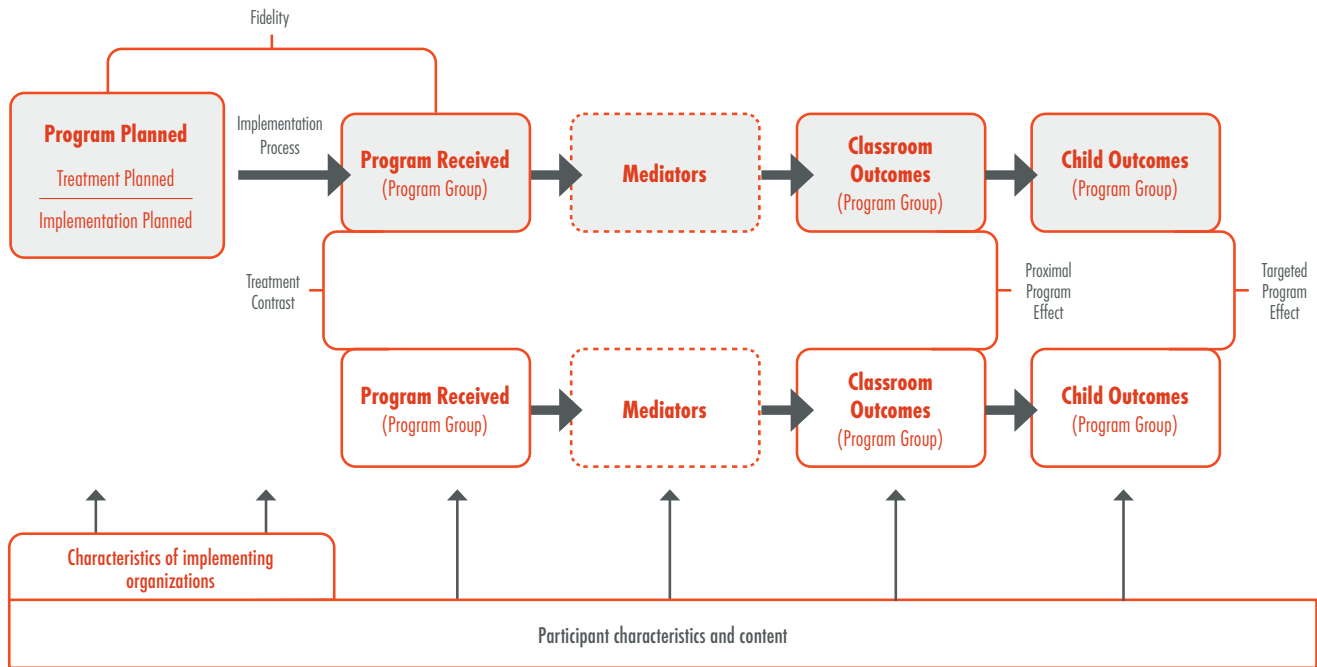 Fidelity
Program Planned
Treatment Planned
Implementation Planned
Implementation
Process
Program Received
(Program Group)
Mediators
Classroom
Outcomes
(Program Group)
Child Outcomes
(Program Group)
Treatment
Contrast
Proximal
Program
Effect
Targeted
Program
Effect
Program Received
(Program Group)
Mediators
Classroom
Outcomes
(Program Group)
Child Outcomes
(Program Group)
Characteristics of implementing
organizations
Participant characteristics and content